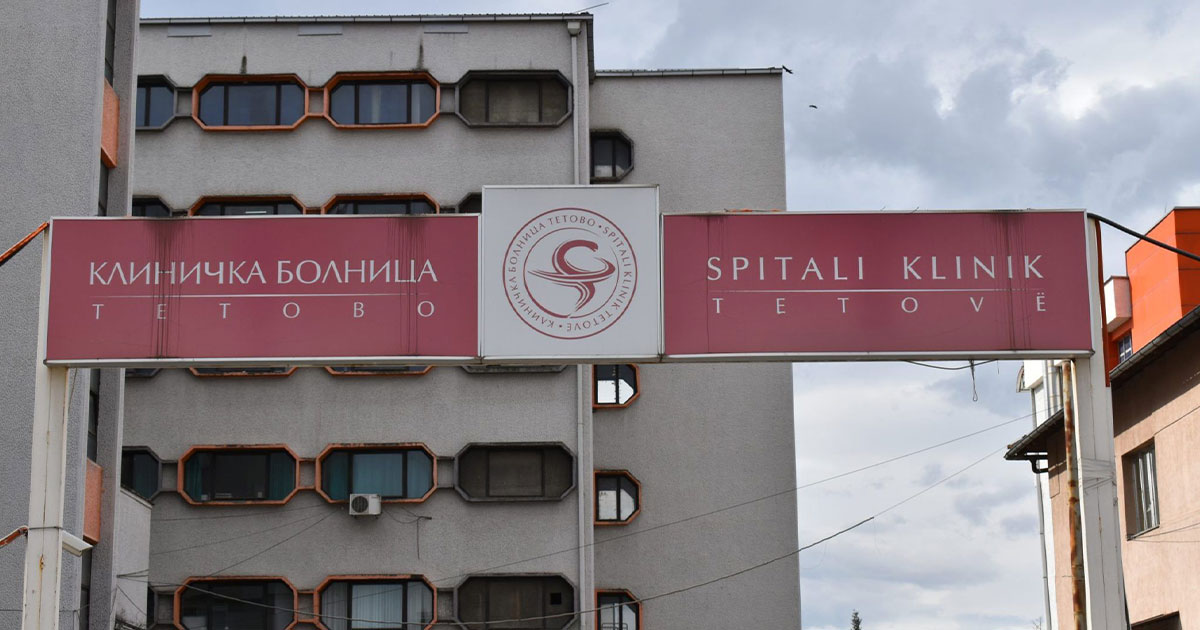 КЛИНИЧКА БОЛНИЦА
ТЕТОВО
КЛИНИЧКА БОЛНИЦА ТЕТОВО • SPITALI KLINIK TETOVË •
SPITALI KLINIK
TETOVË